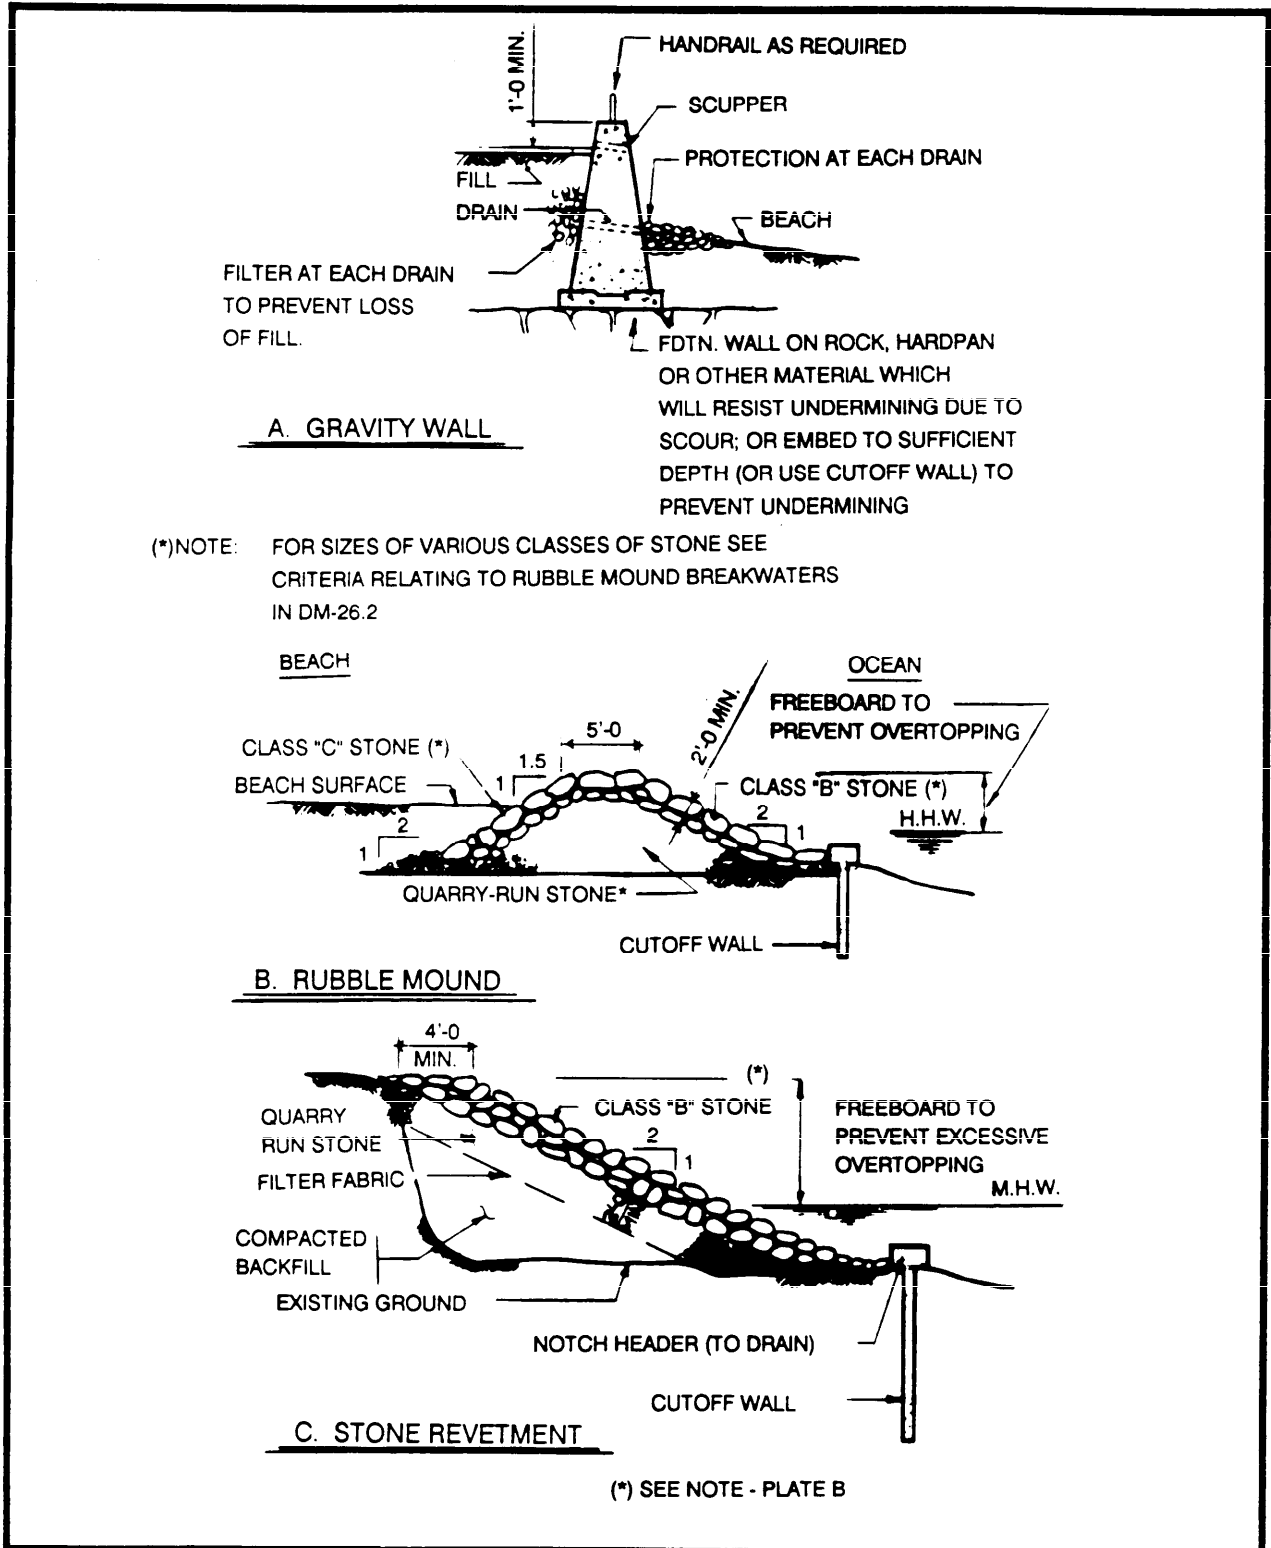 HANDRAIL AS REQUIRED
1'-0 MIN.
SCUPPER
PROTECTION AT EACH DRAIN
FILL
DRAIN
BEACH
FILTER AT EACH DRAIN
TO PREVENT LOSS
OF FILL.
FDTN. WALL ON ROCK, HARDPAN
OR OTHER MATERIAL WHICH
WILL RESIST UNDERMINING DUE TO
SCOUR; OR EMBED TO SUFFICIENT
DEPTH (OR USE CUTOFF WALL) TO
PREVENT UNDERMINING
A. GRAVITY WALL
(*)NOTE: FOR SIZES OF VARIOUS CLASSES OF STONE SEE
CRITERIA RELATING TO RUBBLE MOUND BREAKWATERS
IN DM-26.2
BEACH
OCEAN
FREEBOARD TO
PREVENT OVERTOPPING
2'-0 MIN.
5'-0
CLASS "C" STONE (*)
1.5
1
BEACH SURFACE
CLASS "B" STONE (*)
H.H.W.
2
1
2
1
QUARRY-RUN STONE*
CUTOFF WALL
B. RUBBLE MOUND
4'-0
MIN.
(*)
CLASS "B" STONE
QUARRY
RUN STONE
FREEBOARD TO
PREVENT EXCESSIVE
OVERTOPPING
2
1
FILTER FABRIC
M.H.W.
COMPACTED
BACKFILL
EXISTING GROUND
NOTCH HEADER (TO DRAIN)
CUTOFF WALL
C. STONE REVETMENT
(*) SEE NOTE - PLATE B